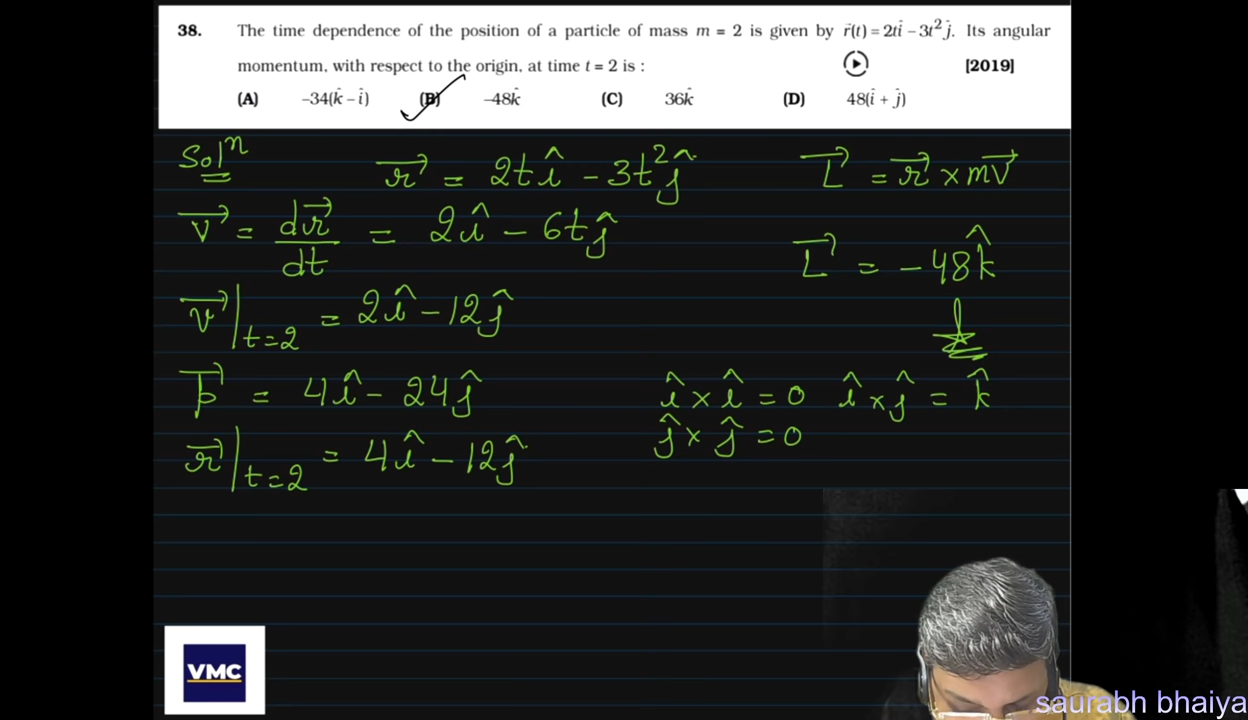 38. The time dependence of the position of a particle of mass m = 2 is given by r⃗(t) = 2tî − 3t²ĵ. Its angular
momentum, with respect to the origin, at time t = 2 is : [2019]
(A) −34(k̂ − î) (B) −48k̂ (C) 36k̂ (D) 48(î + ĵ)
Solⁿ
r⃗ = 2tî − 3t²ĵ
L⃗ = r⃗ × mv⃗
v⃗ = dr⃗/dt = 2î − 6tĵ
L⃗ = −48k̂
v⃗|t=2 = 2î − 12ĵ
p⃗ = 4î − 24ĵ
î × î = 0 î × ĵ = k̂
ĵ × ĵ = 0
r⃗|t=2 = 4î − 12ĵ
VMC
saurabh bhaiya